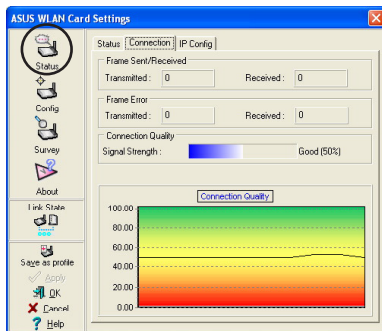 ASUS WLAN Card Settings
Status
Config
Survey
About
Link State
Save as profile
Apply
OK
Cancel
Help
Status Connection IP Config
Frame Sent/Received
Transmitted : 0 Received : 0
Frame Error
Transmitted : 0 Received : 0
Connection Quality
Signal Strength : Good (50%)
Connection Quality
100.00
80.00
60.00
40.00
20.00
0.00